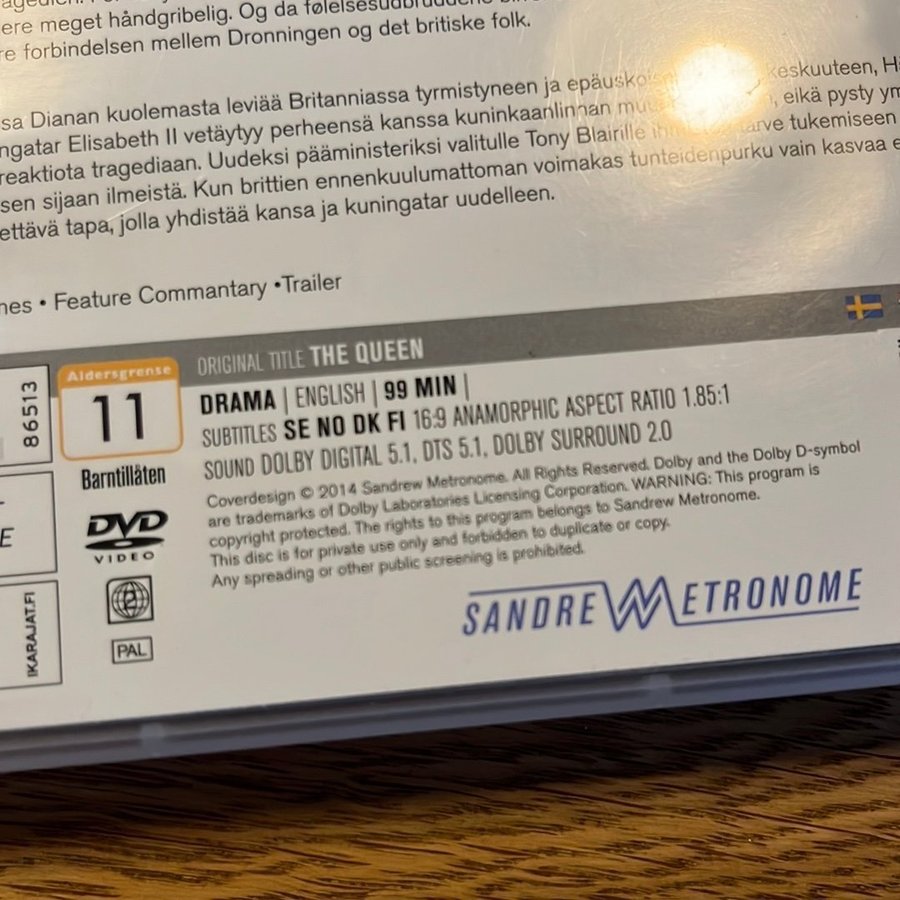 ere meget håndgribelig. Og da følelsesudbruddene
re forbindelsen mellem Dronningen og det britiske folk.
sa Dianan kuolemasta leviää Britanniassa tyrmistyneen ja keskuuteen, H
ngatar Elisabeth II vetäytyy perheensä kanssa kuninkaanlinnan , eikä pysty ym
reaktiota tragediaan. Uudeksi pääministeriksi valitulle Tony Blairille tarve tukemiseen
sen sijaan ilmeistä. Kun brittien ennenkuulumattoman voimakas tunteidenpurku vain kasvaa e
ettävä tapa, jolla yhdistää kansa ja kuningatar uudelleen.
nes • Feature Commantary •Trailer
ORIGINAL TITLE THE QUEEN
DRAMA | ENGLISH | 99 MIN |
SUBTITLES SE NO DK FI 16:9 ANAMORPHIC ASPECT RATIO 1.85:1
SOUND DOLBY DIGITAL 5.1, DTS 5.1, DOLBY SURROUND 2.0
Coverdesign © 2014 Sandrew Metronome. All Rights Reserved. Dolby and the Dolby D-symbol
are trademarks of Dolby Laboratories Licensing Corporation. WARNING: This program is
copyright protected. The rights to this program belongs to Sandrew Metronome.
This disc is for private use only and forbidden to duplicate or copy.
Any spreading or other public screening is prohibited.
SANDREW METRONOME
86513
Aldersgrense
11
Barntillåten
DVD
VIDEO
2
PAL
E
IKARAJAT.FI